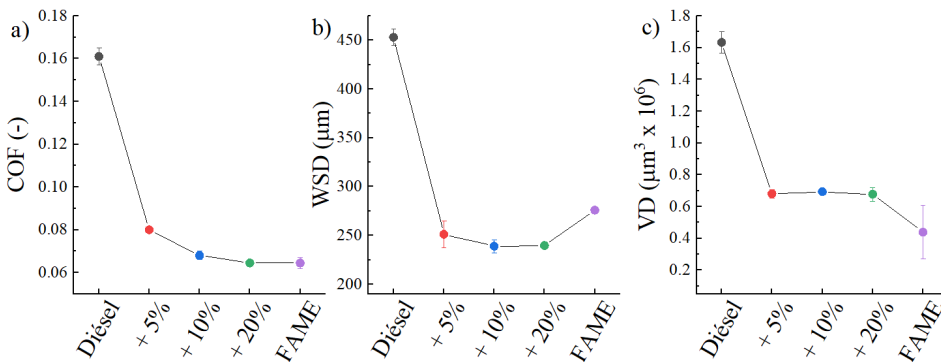 a)
COF (-)
0.18
0.16
0.14
0.12
0.10
0.08
0.06
Diésel
+ 5%
+ 10%
+ 20%
FAME
b)
WSD (μm)
450
400
350
300
250
200
Diésel
+ 5%
+ 10%
+ 20%
FAME
c)
VD (μm³ x 10⁶)
1.8
1.6
1.4
1.2
1.0
0.8
0.6
0.4
0.2
Diésel
+ 5%
+ 10%
+ 20%
FAME